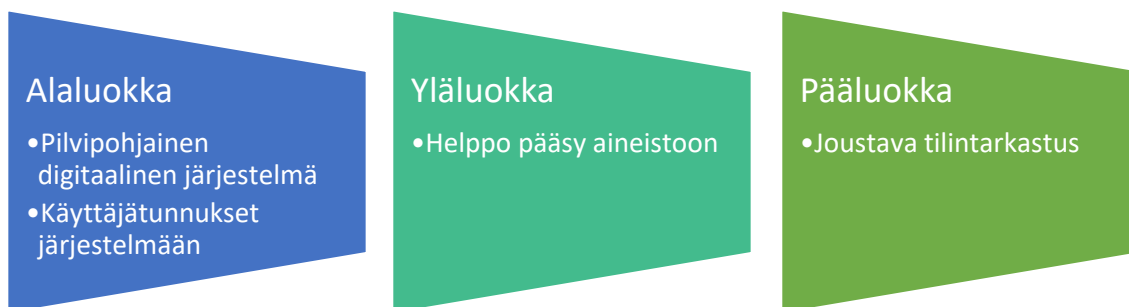 Alaluokka
•Pilvipohjainen
digitaalinen järjestelmä
•Käyttäjätunnukset
järjestelmään
Yläluokka
•Helppo pääsy aineistoon
Pääluokka
•Joustava tilintarkastus